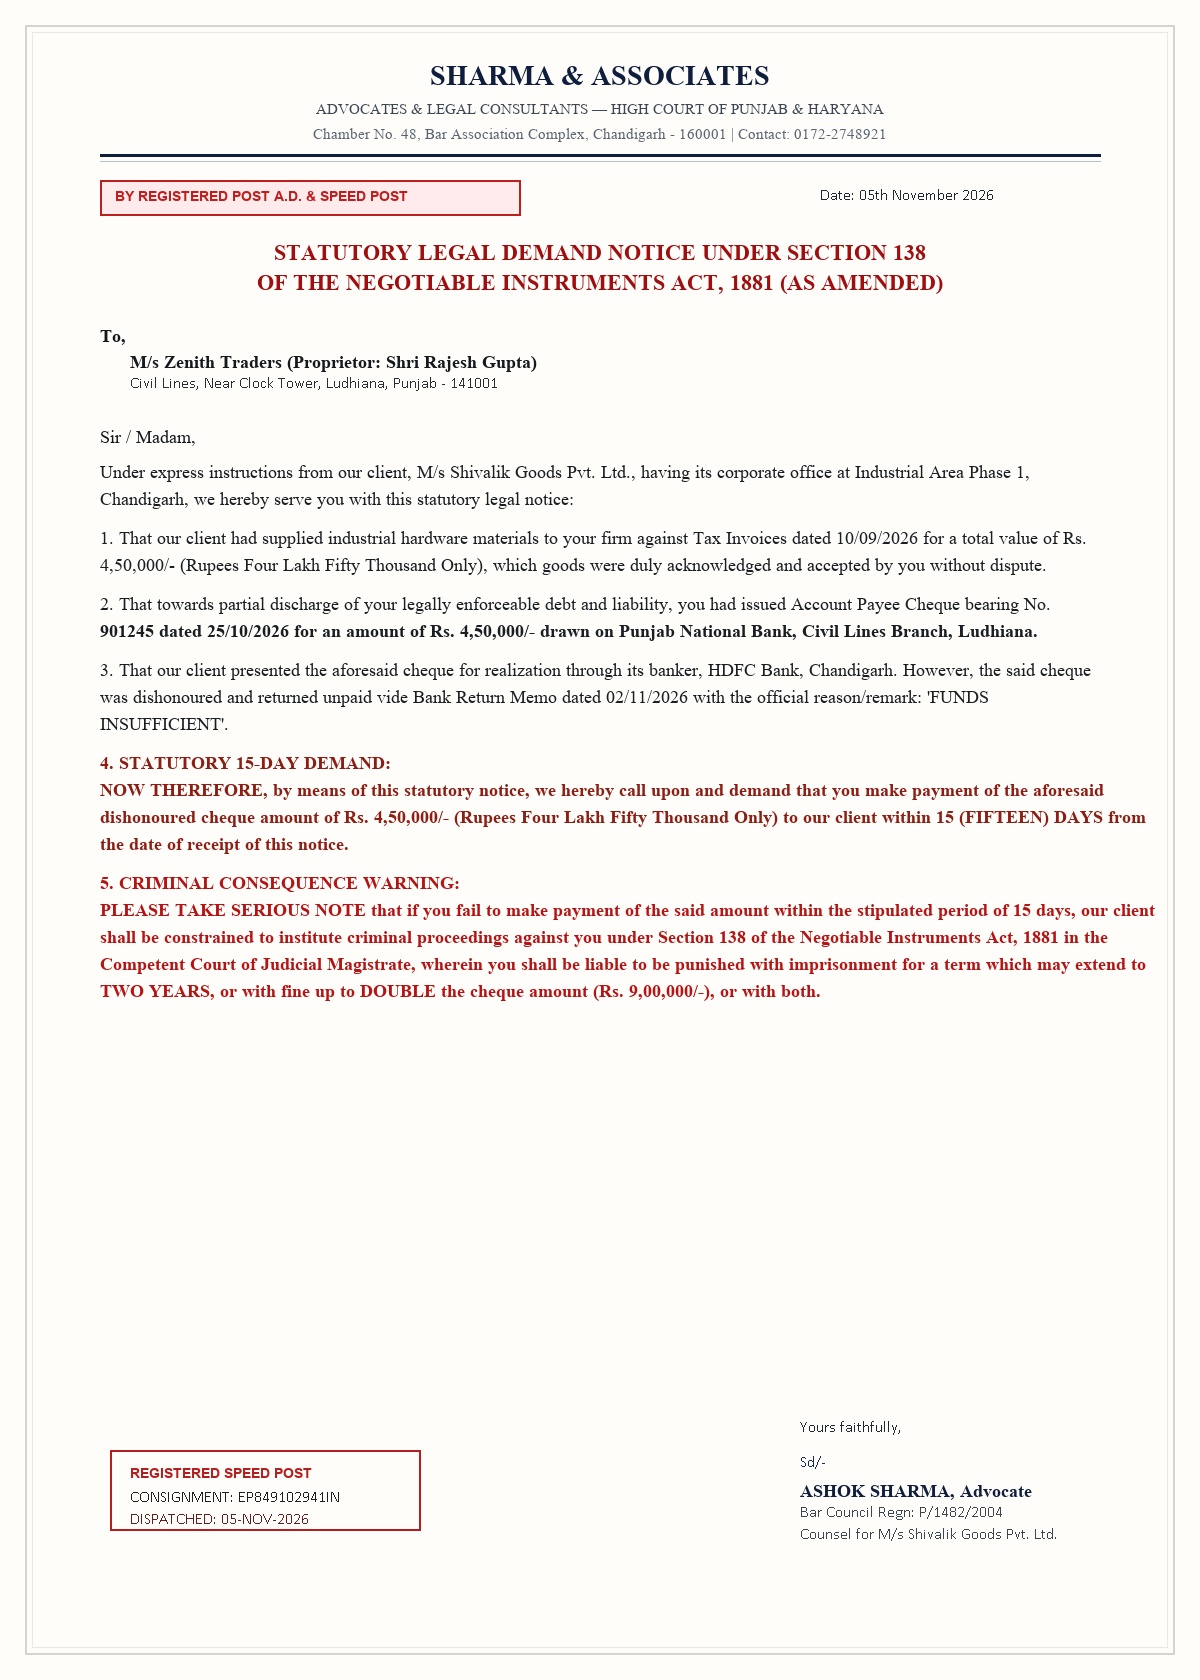 SHARMA & ASSOCIATES
ADVOCATES & LEGAL CONSULTANTS — HIGH COURT OF PUNJAB & HARYANA
Chamber No. 48, Bar Association Complex, Chandigarh - 160001 | Contact: 0172-2748921
BY REGISTERED POST A.D. & SPEED POST
Date: 05th November 2026
STATUTORY LEGAL DEMAND NOTICE UNDER SECTION 138
OF THE NEGOTIABLE INSTRUMENTS ACT, 1881 (AS AMENDED)
To,
M/s Zenith Traders (Proprietor: Shri Rajesh Gupta)
Civil Lines, Near Clock Tower, Ludhiana, Punjab - 141001
Sir / Madam,
Under express instructions from our client, M/s Shivalik Goods Pvt. Ltd., having its corporate office at Industrial Area Phase 1,
Chandigarh, we hereby serve you with this statutory legal notice:
1. That our client had supplied industrial hardware materials to your firm against Tax Invoices dated 10/09/2026 for a total value of Rs.
4,50,000/- (Rupees Four Lakh Fifty Thousand Only), which goods were duly acknowledged and accepted by you without dispute.
2. That towards partial discharge of your legally enforceable debt and liability, you had issued Account Payee Cheque bearing No.
901245 dated 25/10/2026 for an amount of Rs. 4,50,000/- drawn on Punjab National Bank, Civil Lines Branch, Ludhiana.
3. That our client presented the aforesaid cheque for realization through its banker, HDFC Bank, Chandigarh. However, the said cheque
was dishonoured and returned unpaid vide Bank Return Memo dated 02/11/2026 with the official reason/remark: 'FUNDS
INSUFFICIENT'.
4. STATUTORY 15-DAY DEMAND:
NOW THEREFORE, by means of this statutory notice, we hereby call upon and demand that you make payment of the aforesaid
dishonoured cheque amount of Rs. 4,50,000/- (Rupees Four Lakh Fifty Thousand Only) to our client within 15 (FIFTEEN) DAYS from
the date of receipt of this notice.
5. CRIMINAL CONSEQUENCE WARNING:
PLEASE TAKE SERIOUS NOTE that if you fail to make payment of the said amount within the stipulated period of 15 days, our client
shall be constrained to institute criminal proceedings against you under Section 138 of the Negotiable Instruments Act, 1881 in the
Competent Court of Judicial Magistrate, wherein you shall be liable to be punished with imprisonment for a term which may extend to
TWO YEARS, or with fine up to DOUBLE the cheque amount (Rs. 9,00,000/-), or with both.
Yours faithfully,
Sd/-
ASHOK SHARMA, Advocate
Bar Council Regn: P/1482/2004
Counsel for M/s Shivalik Goods Pvt. Ltd.
REGISTERED SPEED POST
CONSIGNMENT: EP849102941IN
DISPATCHED: 05-NOV-2026